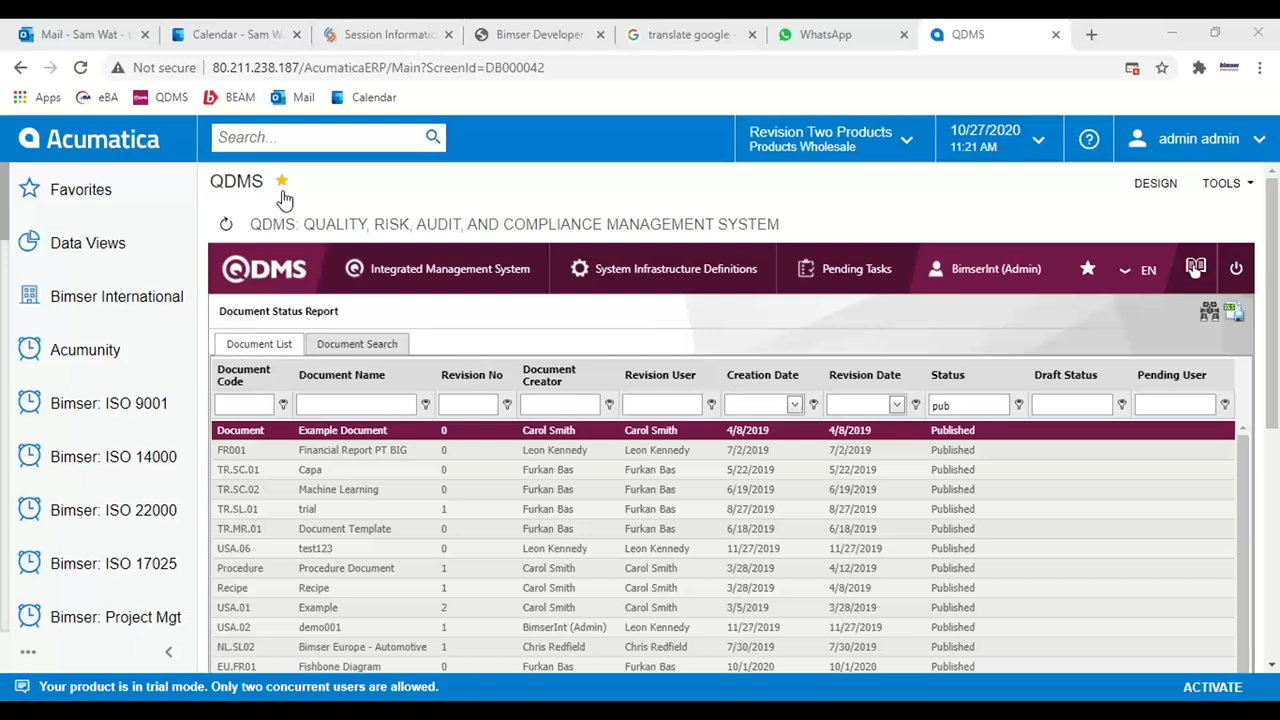 Mail - Sam Wat -
Calendar - Sam W
Session Informati
Bimser Developer
translate google -
WhatsApp
QDMS
Not secure 80.211.238.187/AcumaticaERP/Main?ScreenId=DB000042
Apps eBA QDMS BEAM Mail Calendar
Acumatica
Search...
Revision Two Products
Products Wholesale
10/27/2020
11:21 AM
admin admin
Favorites
Data Views
Bimser International
Acumunity
Bimser: ISO 9001
Bimser: ISO 14000
Bimser: ISO 22000
Bimser: ISO 17025
Bimser: Project Mgt
QDMS
DESIGN TOOLS
QDMS: QUALITY, RISK, AUDIT, AND COMPLIANCE MANAGEMENT SYSTEM
QDMS Integrated Management System System Infrastructure Definitions Pending Tasks BimserInt (Admin) EN
Document Status Report
Document List Document Search
Document Code Document Name Revision No Document Creator Revision User Creation Date Revision Date Status Draft Status Pending User
pub
Document Example Document 0 Carol Smith Carol Smith 4/8/2019 4/8/2019 Published
FR001 Financial Report PT BIG 0 Leon Kennedy Leon Kennedy 7/2/2019 7/2/2019 Published
TR.SC.01 Capa 0 Furkan Bas Furkan Bas 5/22/2019 5/22/2019 Published
TR.SC.02 Machine Learning 0 Furkan Bas Furkan Bas 6/19/2019 6/19/2019 Published
TR.SL.01 trial 1 Furkan Bas Furkan Bas 8/27/2019 8/27/2019 Published
TR.MR.01 Document Template 0 Furkan Bas Furkan Bas 6/18/2019 6/18/2019 Published
USA.06 test123 0 Leon Kennedy Leon Kennedy 11/27/2019 11/27/2019 Published
Procedure Procedure Document 1 Carol Smith Carol Smith 3/28/2019 4/12/2019 Published
Recipe Recipe 1 Carol Smith Carol Smith 3/28/2019 4/8/2019 Published
USA.01 Example 2 Carol Smith Carol Smith 3/5/2019 3/28/2019 Published
USA.02 demo001 1 BimserInt (Admin) Leon Kennedy 11/27/2019 11/27/2019 Published
NL.SL02 Bimser Europe - Automotive 1 Chris Redfield Chris Redfield 7/30/2019 7/30/2019 Published
EU.FR01 Fishbone Diagram 0 Furkan Bas Furkan Bas 10/1/2020 10/1/2020 Published
Your product is in trial mode. Only two concurrent users are allowed.
ACTIVATE